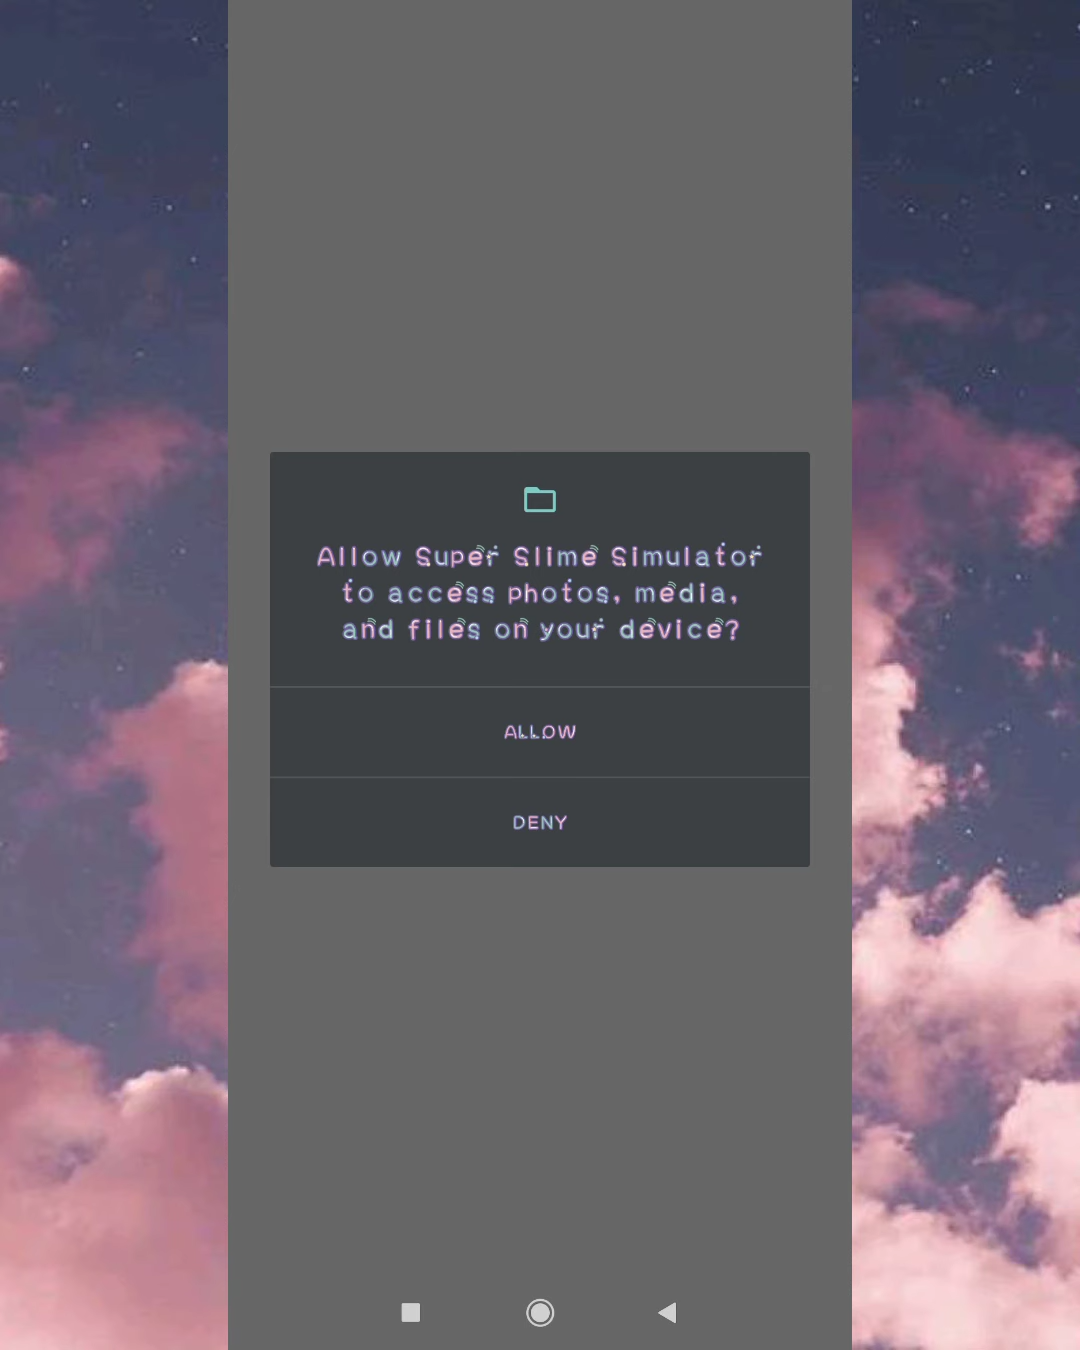 Allow Super Slime Simulator
to access photos, media,
and files on your device?
ALLOW
DENY